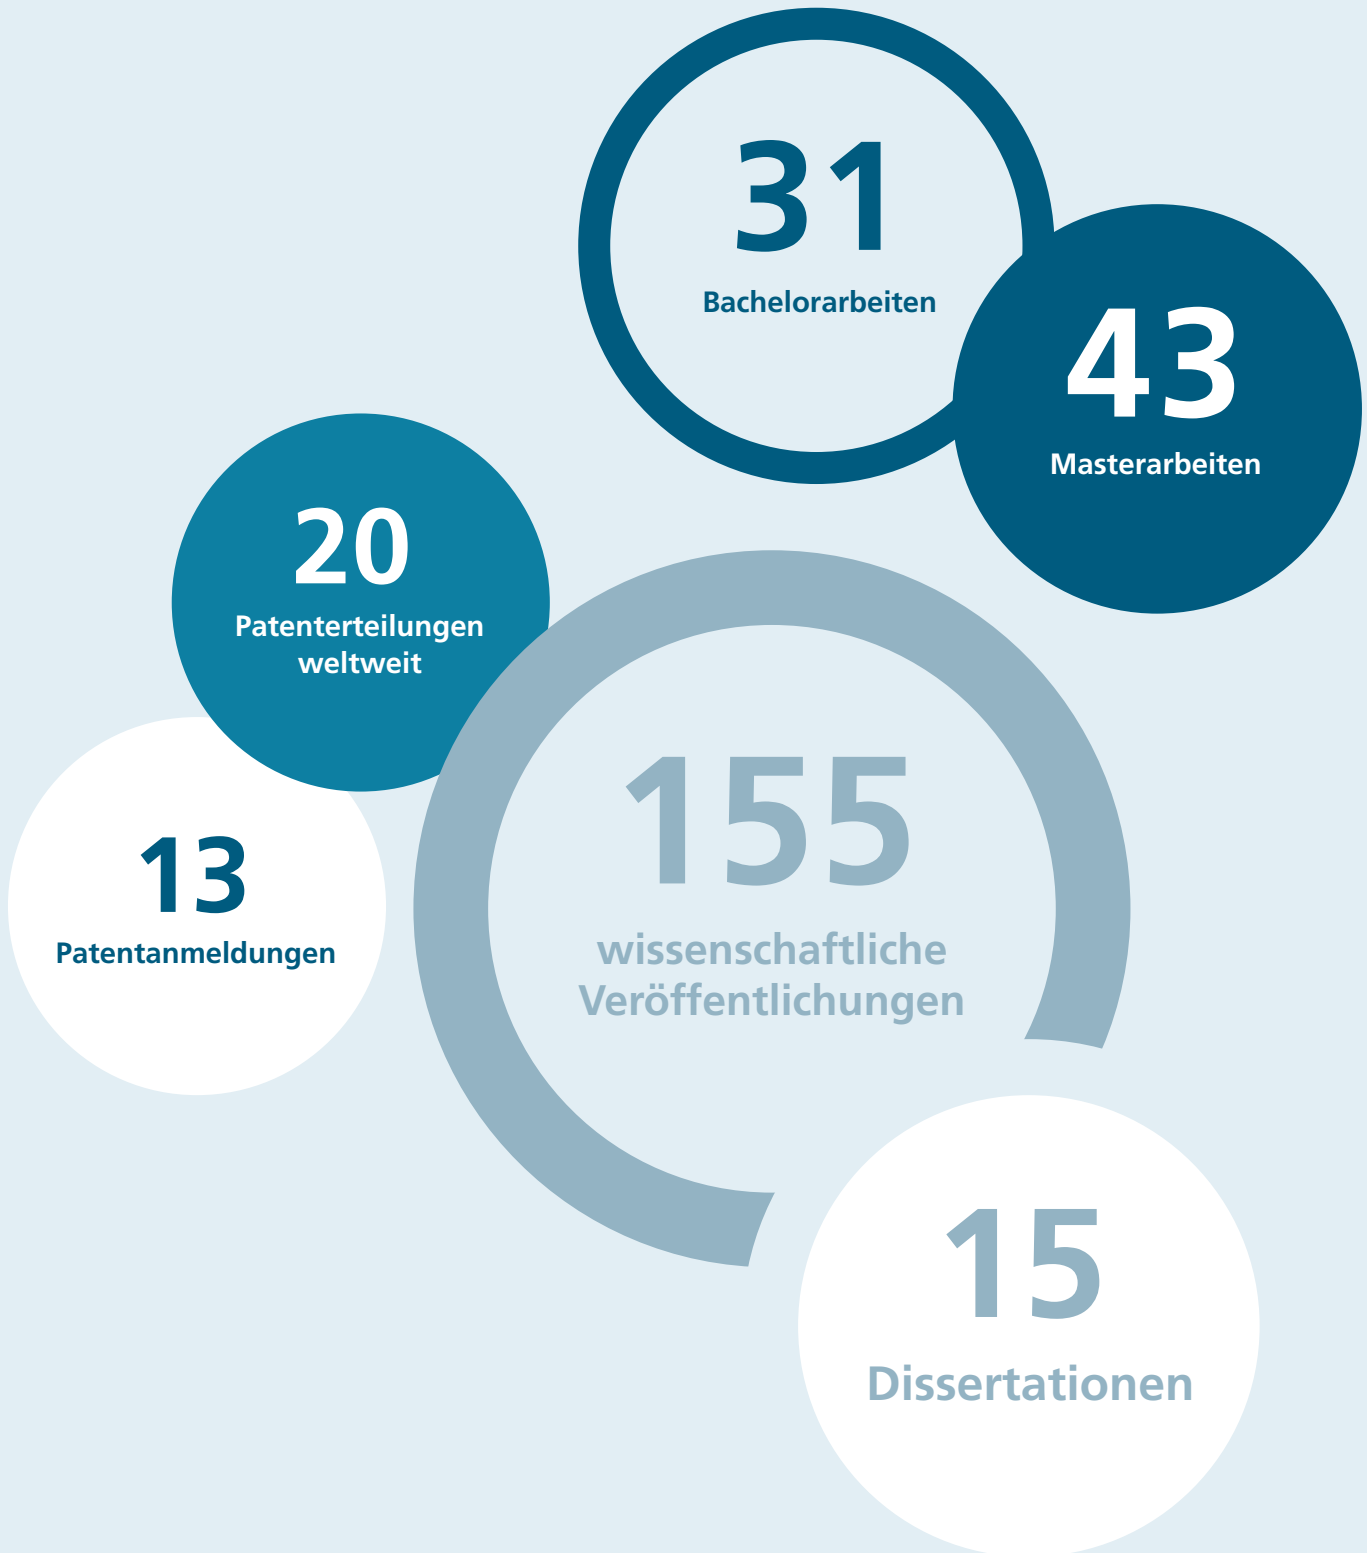 31
Bachelorarbeiten
43
Masterarbeiten
20
Patenterteilungen
weltweit
13
Patentanmeldungen
155
wissenschaftliche
Veröffentlichungen
15
Dissertationen